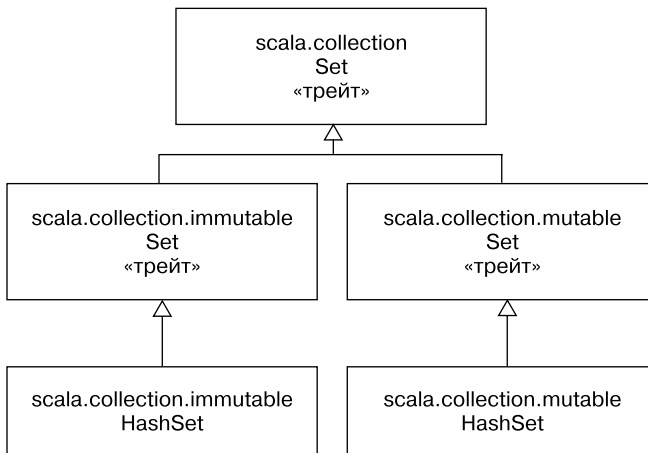 scala.collection
Set
«трейт»
scala.collection.immutable
Set
«трейт»
scala.collection.mutable
Set
«трейт»
scala.collection.immutable
HashSet
scala.collection.mutable
HashSet